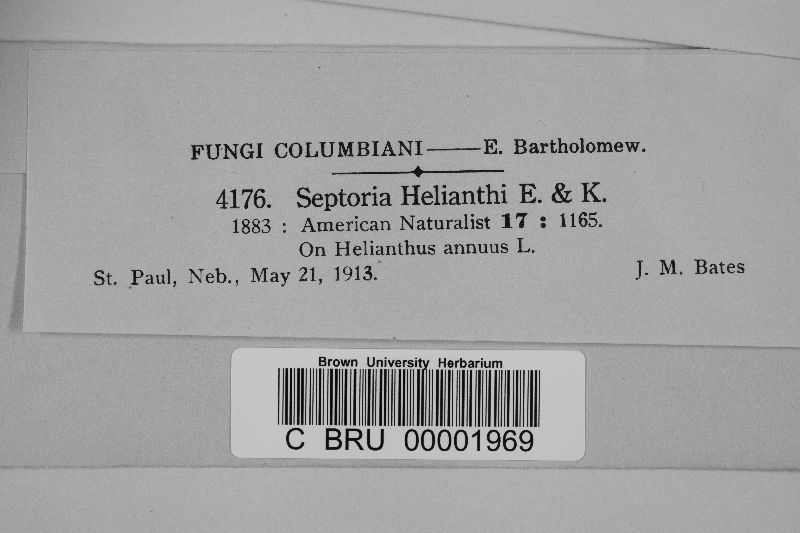 FUNGI COLUMBIANI—E. Bartholomew.
4176. Septoria Helianthi E. & K.
1883 : American Naturalist 17 : 1165.
On Helianthus annuus L.
St. Paul, Neb., May 21, 1913. J. M. Bates
Brown University Herbarium
C BRU 00001969